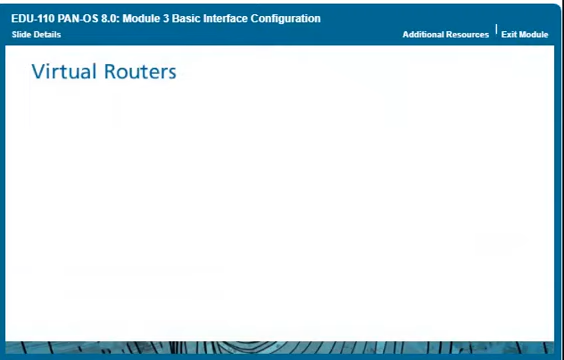 EDU-110 PAN-OS 8.0: Module 3 Basic Interface Configuration
Slide Details
Additional Resources | Exit Module
Virtual Routers